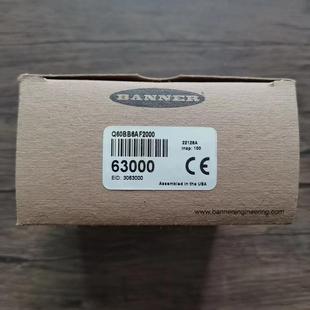 BANNER
Q60BB6AF2000
63000
EID: 3063000
22128A
insp: 100
CE
Assembled in the USA
www.bannerengineering.com